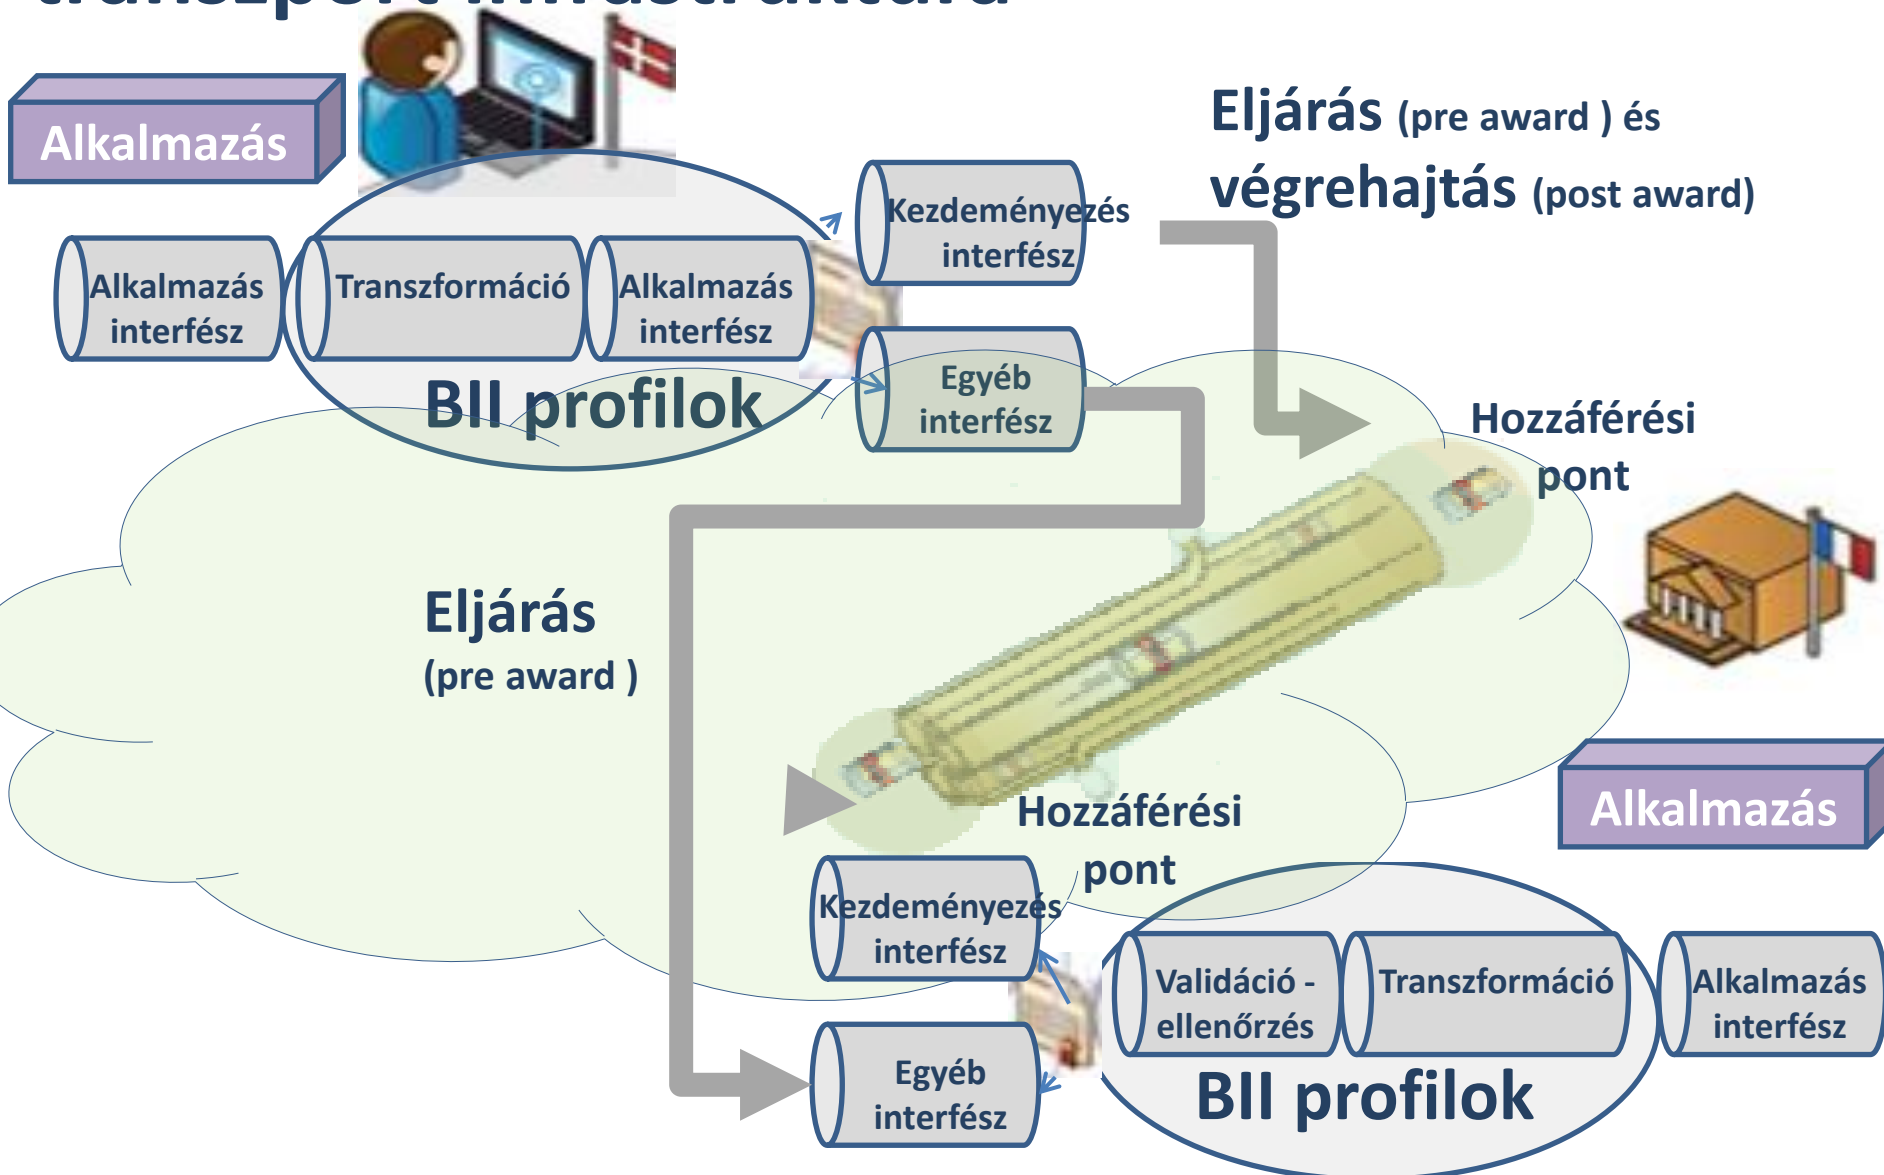 transzport infrastruktúra
Alkalmazás
Eljárás (pre award ) és
végrehajtás (post award)
Kezdeményezés
interfész
Alkalmazás
interfész
Transzformáció
Alkalmazás
interfész
BII profilok
Egyéb
interfész
Hozzáférési
pont
Eljárás
(pre award )
Hozzáférési
pont
Alkalmazás
Kezdeményezés
interfész
Validáció -
ellenőrzés
Transzformáció
Alkalmazás
interfész
Egyéb
interfész
BII profilok